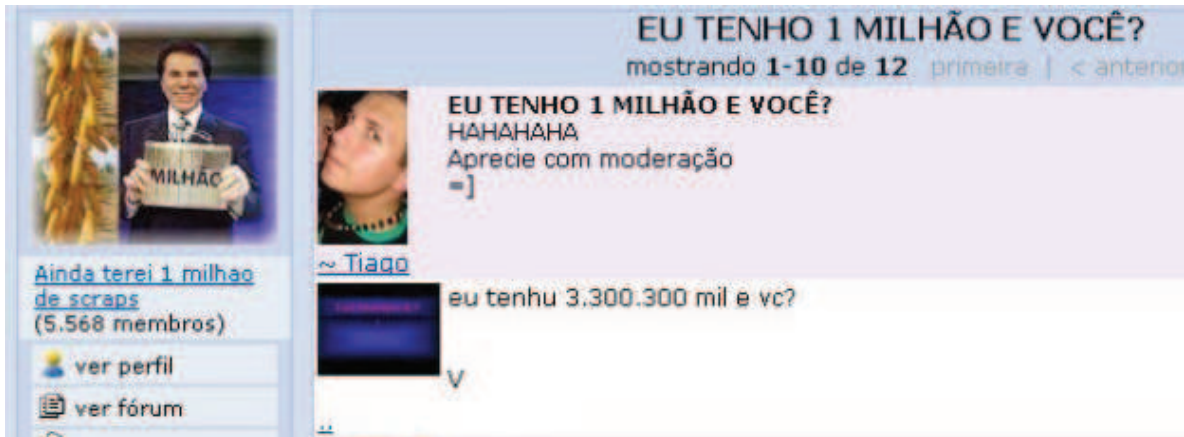 EU TENHO 1 MILHÃO E VOCÊ?
mostrando 1-10 de 12 primeira | < anterior
MILHÃO
Ainda terei 1 milhao
de scraps
(5.568 membros)
ver perfil
ver fórum
EU TENHO 1 MILHÃO E VOCÊ?
HAHAHAHA
Aprecie com moderação
=]
~ Tiago
eu tenhu 3.300.300 mil e vc?
V
..